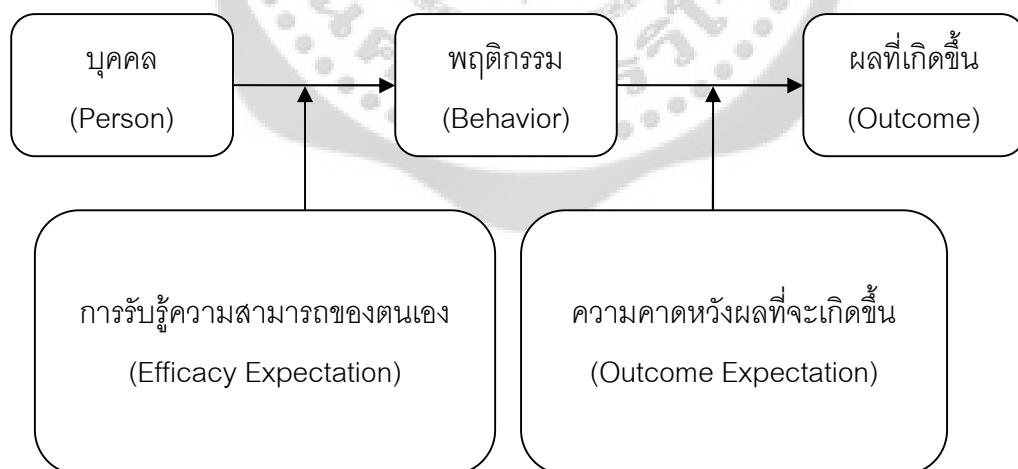 บุคคล
(Person)
พฤติกรรม
(Behavior)
ผลที่เกิดขึ้น
(Outcome)
การรับรู้ความสามารถของตนเอง
(Efficacy Expectation)
ความคาดหวังผลที่จะเกิดขึ้น
(Outcome Expectation)